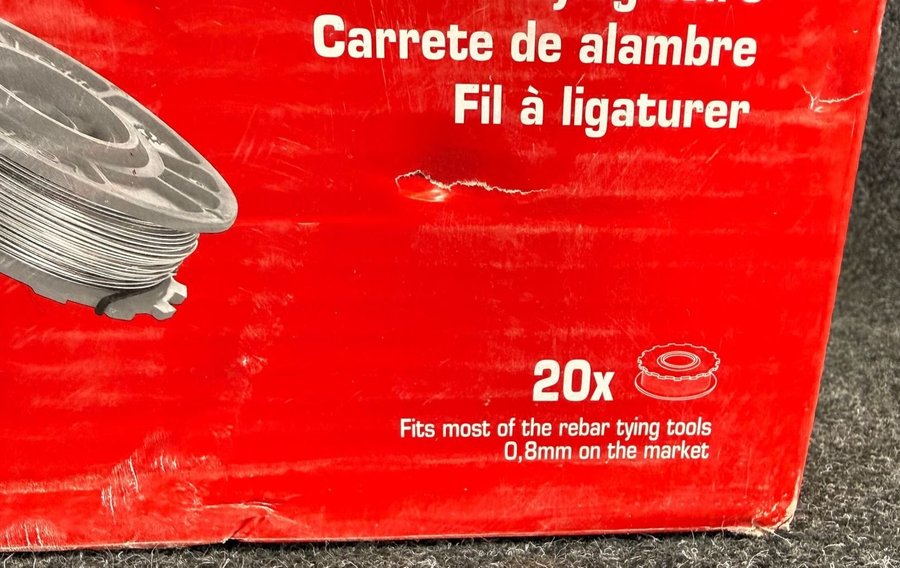 Carrete de alambre
Fil à ligaturer
20x
Fits most of the rebar tying tools
0,8mm on the market